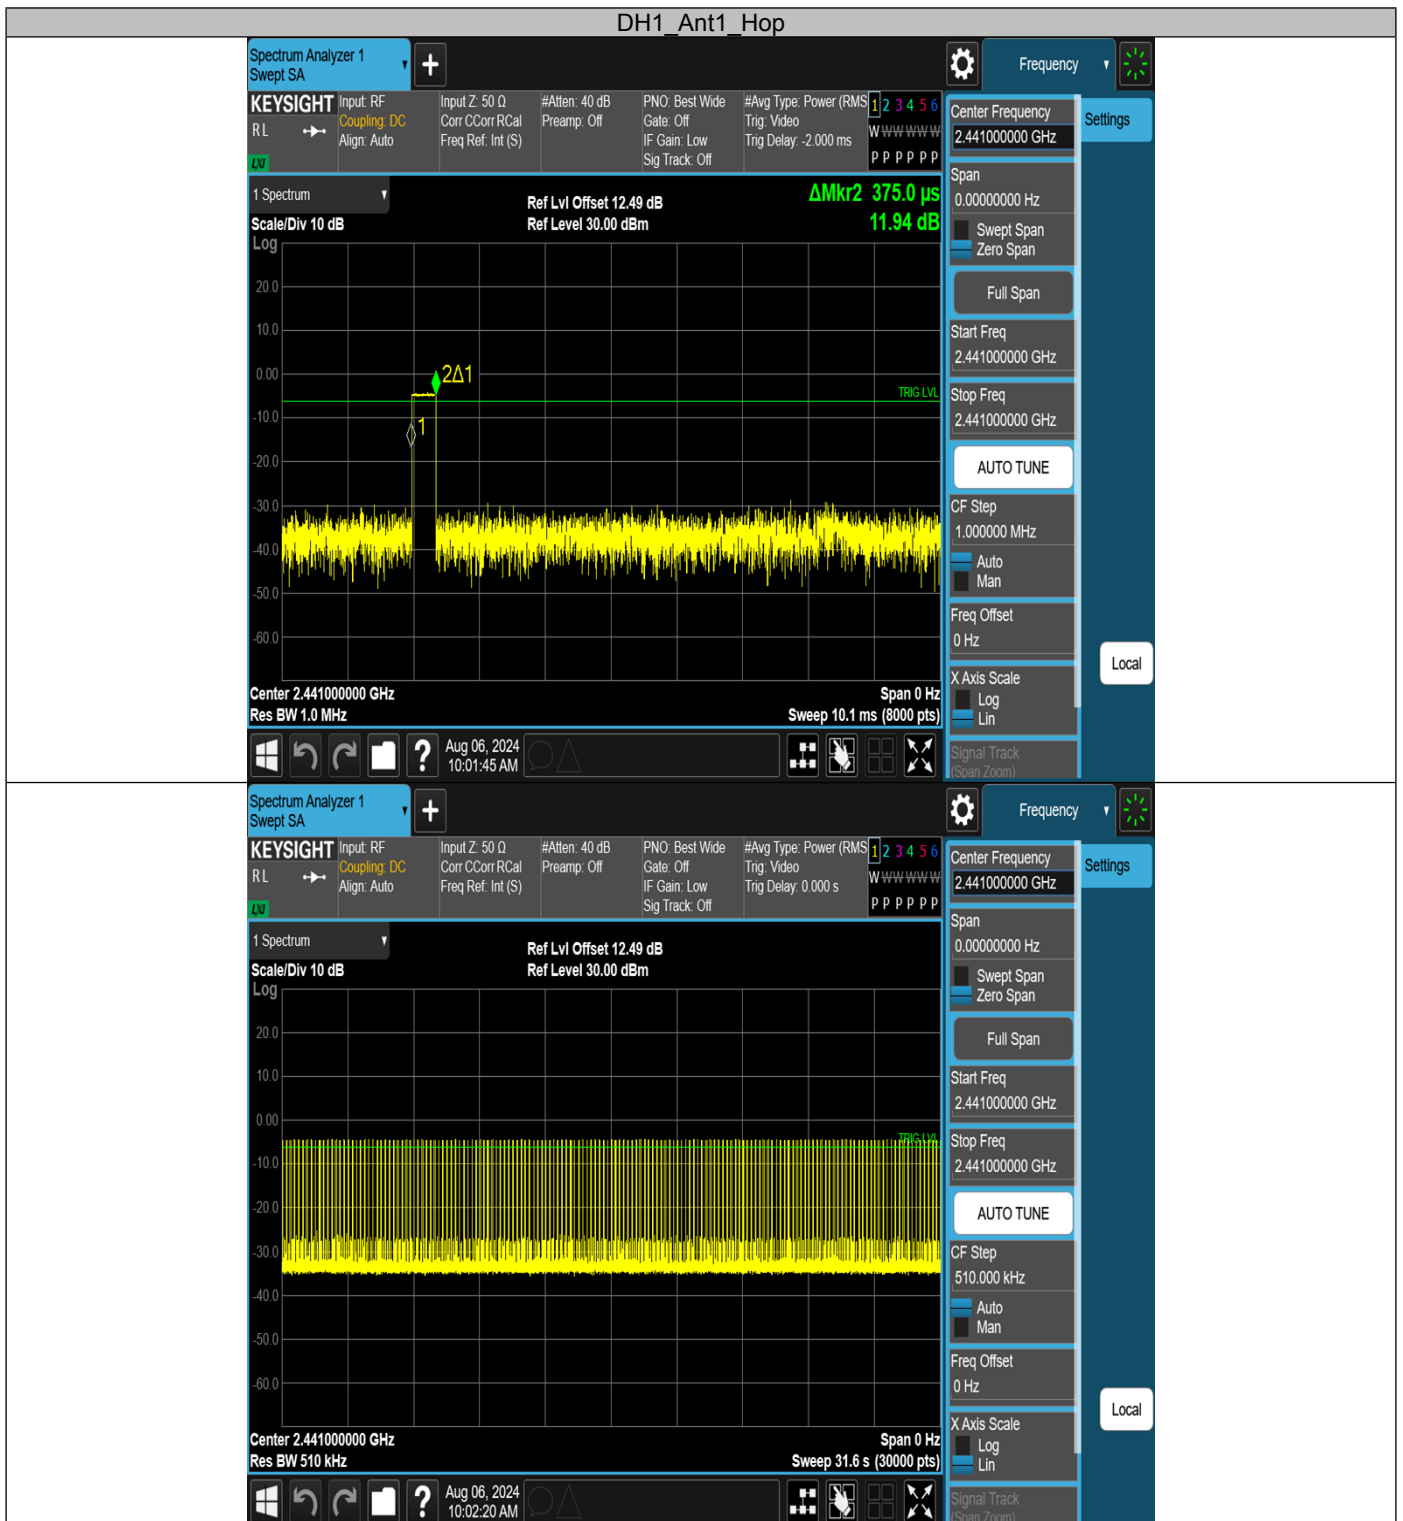 DH1_Ant1_Hop
Spectrum Analyzer 1
Swept SA
+
Frequency
KEYSIGHT
RL
LXI
Input: RF
Coupling: DC
Align: Auto
Input Z: 50 Ω
Corr CCorr RCal
Freq Ref: Int (S)
#Atten: 40 dB
Preamp: Off
PNO: Best Wide
Gate: Off
IF Gain: Low
Sig Track: Off
#Avg Type: Power (RMS
Trig: Video
Trig Delay: -2.000 ms
1 2 3 4 5 6
W W W W W W
P P P P P P
Center Frequency
2.441000000 GHz
Settings
Span
0.00000000 Hz
Swept Span
Zero Span
Full Span
Start Freq
2.441000000 GHz
Stop Freq
2.441000000 GHz
AUTO TUNE
CF Step
1.000000 MHz
Auto
Man
Freq Offset
0 Hz
X Axis Scale
Log
Lin
Signal Track
(Span Zoom)
Local
1 Spectrum
Scale/Div 10 dB
Log
Ref Lvl Offset 12.49 dB
Ref Level 30.00 dBm
ΔMkr2 375.0 µs
11.94 dB
20.0
10.0
0.00
-10.0
-20.0
-30.0
-40.0
-50.0
-60.0
2Δ1
1
TRIG LVL
Center 2.441000000 GHz
Res BW 1.0 MHz
Span 0 Hz
Sweep 10.1 ms (8000 pts)
?
Aug 06, 2024
10:01:45 AM
Spectrum Analyzer 1
Swept SA
+
Frequency
KEYSIGHT
RL
LXI
Input: RF
Coupling: DC
Align: Auto
Input Z: 50 Ω
Corr CCorr RCal
Freq Ref: Int (S)
#Atten: 40 dB
Preamp: Off
PNO: Best Wide
Gate: Off
IF Gain: Low
Sig Track: Off
#Avg Type: Power (RMS
Trig: Video
Trig Delay: 0.000 s
1 2 3 4 5 6
W W W W W W
P P P P P P
Center Frequency
2.441000000 GHz
Settings
Span
0.00000000 Hz
Swept Span
Zero Span
Full Span
Start Freq
2.441000000 GHz
Stop Freq
2.441000000 GHz
AUTO TUNE
CF Step
510.000 kHz
Auto
Man
Freq Offset
0 Hz
X Axis Scale
Log
Lin
Signal Track
(Span Zoom)
Local
1 Spectrum
Scale/Div 10 dB
Log
Ref Lvl Offset 12.49 dB
Ref Level 30.00 dBm
20.0
10.0
0.00
-10.0
-20.0
-30.0
-40.0
-50.0
-60.0
TRIG LVL
Center 2.441000000 GHz
Res BW 510 kHz
Span 0 Hz
Sweep 31.6 s (30000 pts)
?
Aug 06, 2024
10:02:20 AM